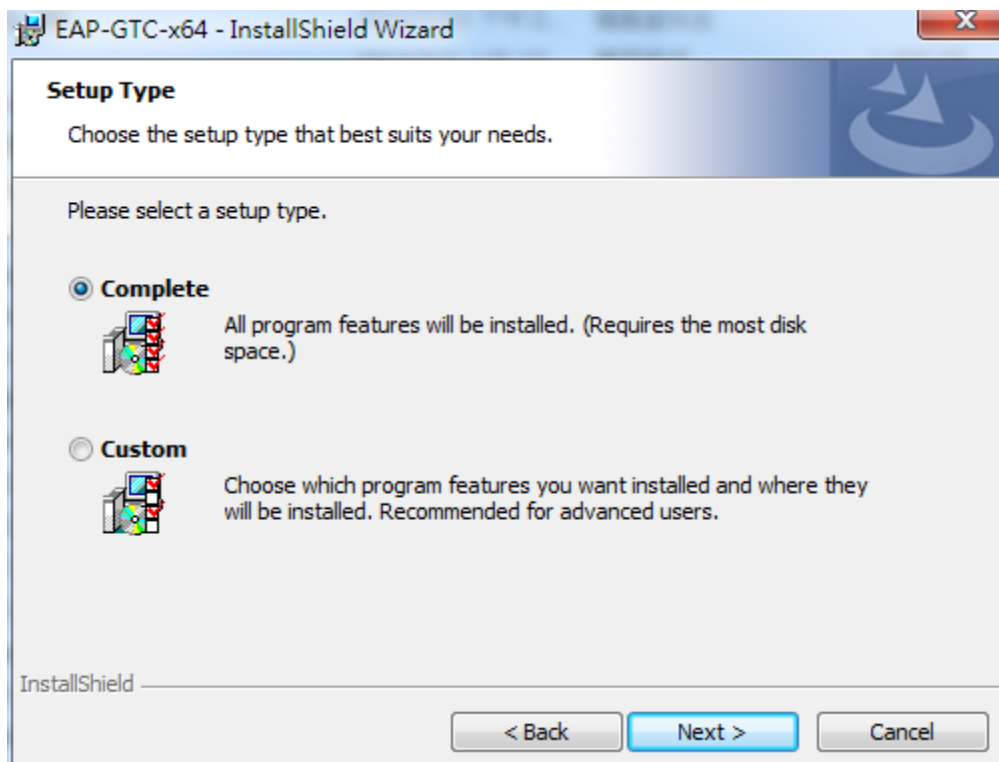 EAP-GTC-x64 - InstallShield Wizard
Setup Type
Choose the setup type that best suits your needs.
Please select a setup type.
Complete
All program features will be installed. (Requires the most disk
space.)
Custom
Choose which program features you want installed and where they
will be installed. Recommended for advanced users.
InstallShield
< Back
Next >
Cancel